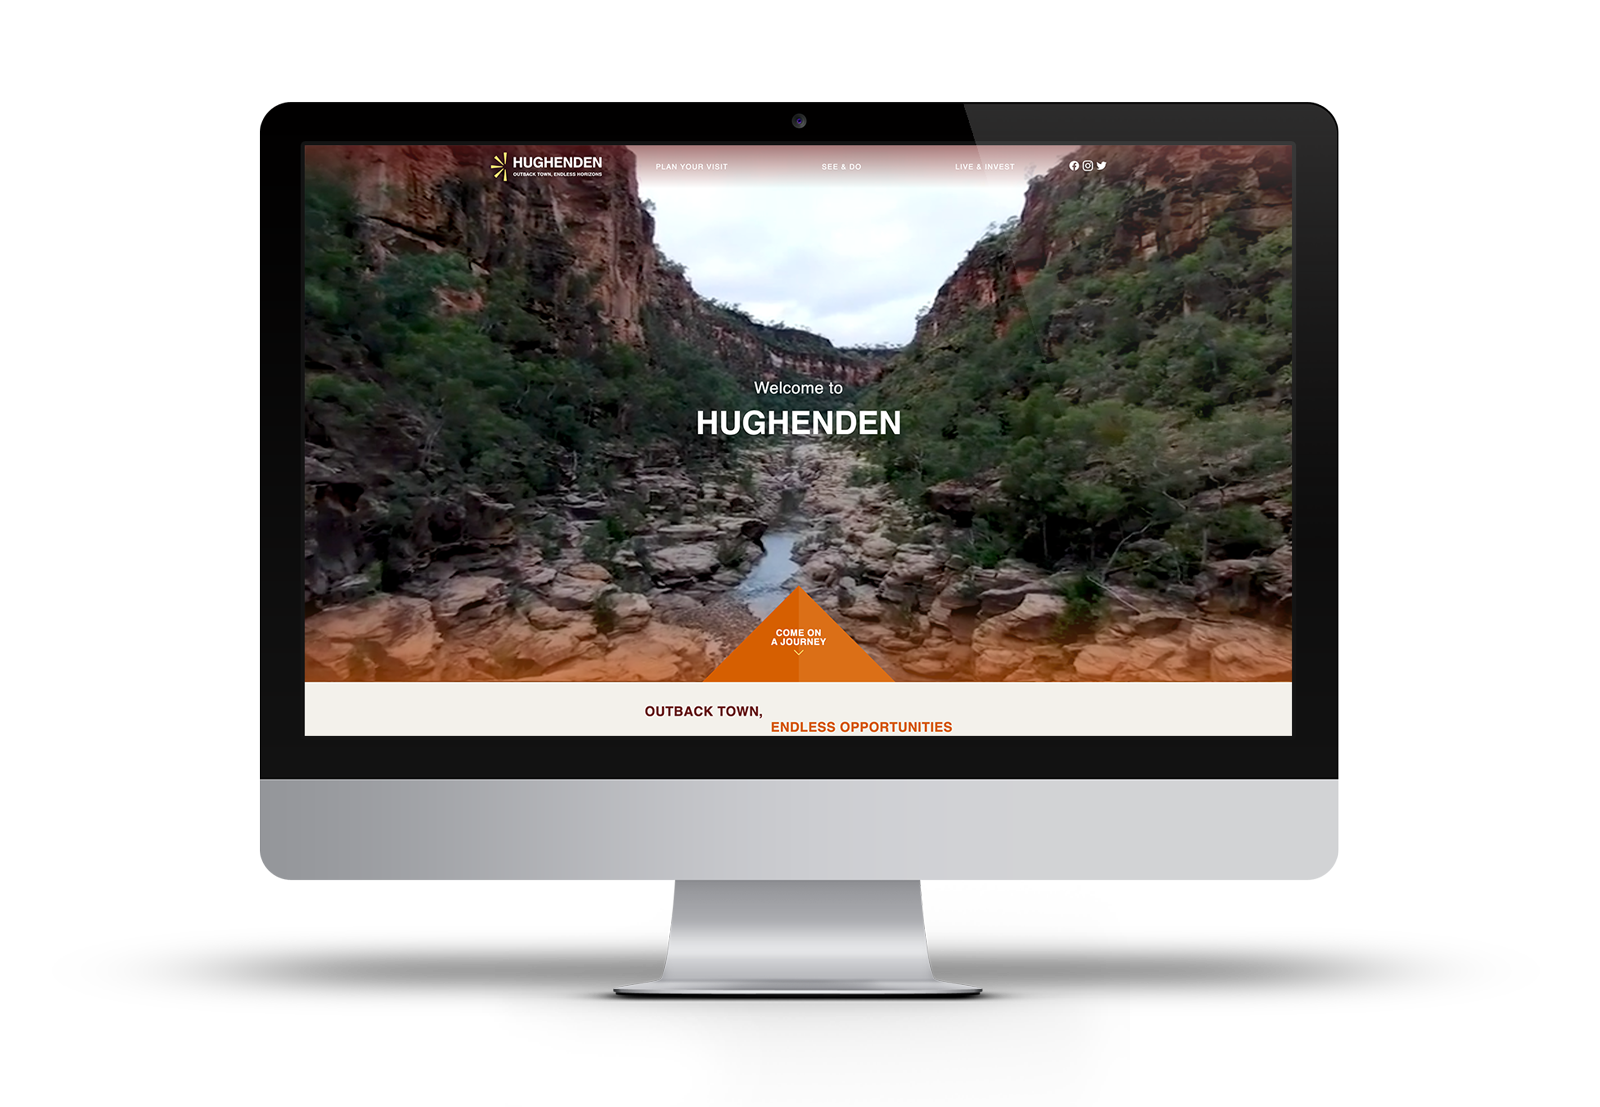 HUGHENDEN
OUTBACK TOWN, ENDLESS HORIZONS
PLAN YOUR VISIT
SEE & DO
LIVE & INVEST
Welcome to
HUGHENDEN
COME ON
A JOURNEY
OUTBACK TOWN,
ENDLESS OPPORTUNITIES